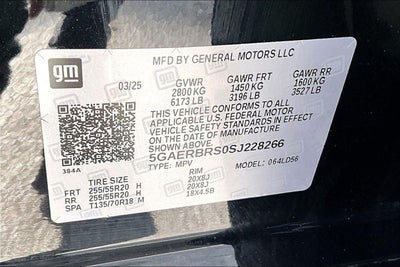 gm
MFD BY GENERAL MOTORS LLC
03/25
GVWR GAWR FRT GAWR RR
2800 KG 1450 KG 1600 KG
6173 LB 3196 LB 3527 LB
THIS VEHICLE CONFORMS TO ALL
APPLICABLE U.S. FEDERAL MOTOR
VEHICLE SAFETY STANDARDS IN EFFECT
ON THE DATE OF MANUFACTURE
SHOWN ABOVE.
5GAERBRS0SJ228266
TYPE: MPV MODEL: 064LD56
384A
TIRE SIZE RIM
FRT 255/55R20 H 20X8J
RR 255/55R20 H 20X8J
SPA T135/70R18 M 18X4.5B